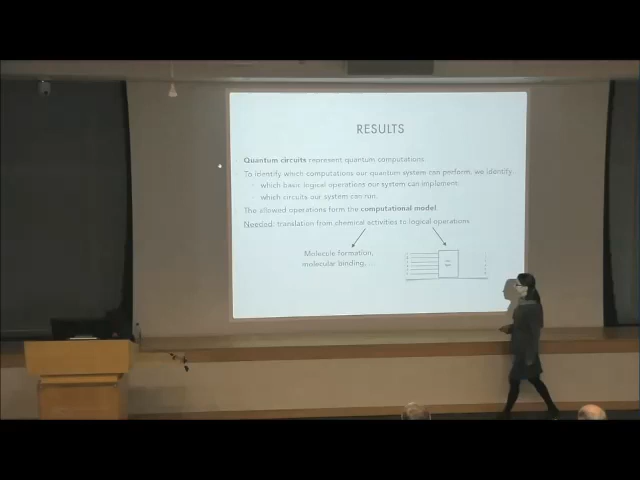 RESULTS
Quantum circuits represent quantum computations.
To identify which computations our quantum system can perform, we identify,
- which basic logical operations our system can implement
- which circuits our system can run.
The allowed operations form the computational model.
Needed: translation from chemical activities to logical operations
Molecule formation,
molecular binding,